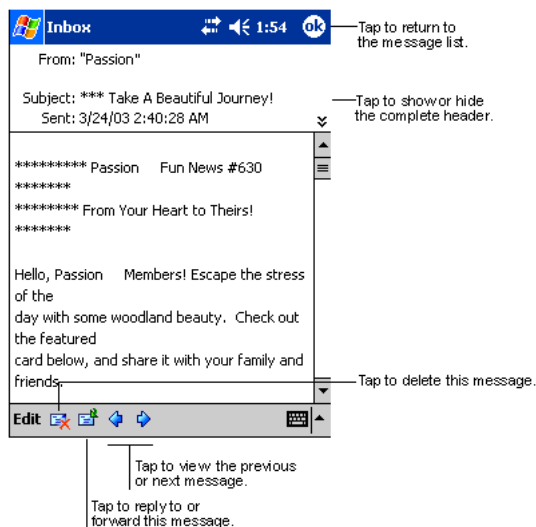 Inbox 1:54 ok
From: "Passion"
Subject: *** Take A Beautiful Journey!
Sent: 3/24/03 2:40:28 AM
********* Passion Fun News #630
*******
******** From Your Heart to Theirs!
*******
Hello, Passion Members! Escape the stress
of the
day with some woodland beauty. Check out
the featured
card below, and share it with your family and
friends.
Edit
Tap to return to
the message list.
Tap to show or hide
the complete header.
Tap to delete this message.
Tap to view the previous
or next message.
Tap to reply to or
forward this message.